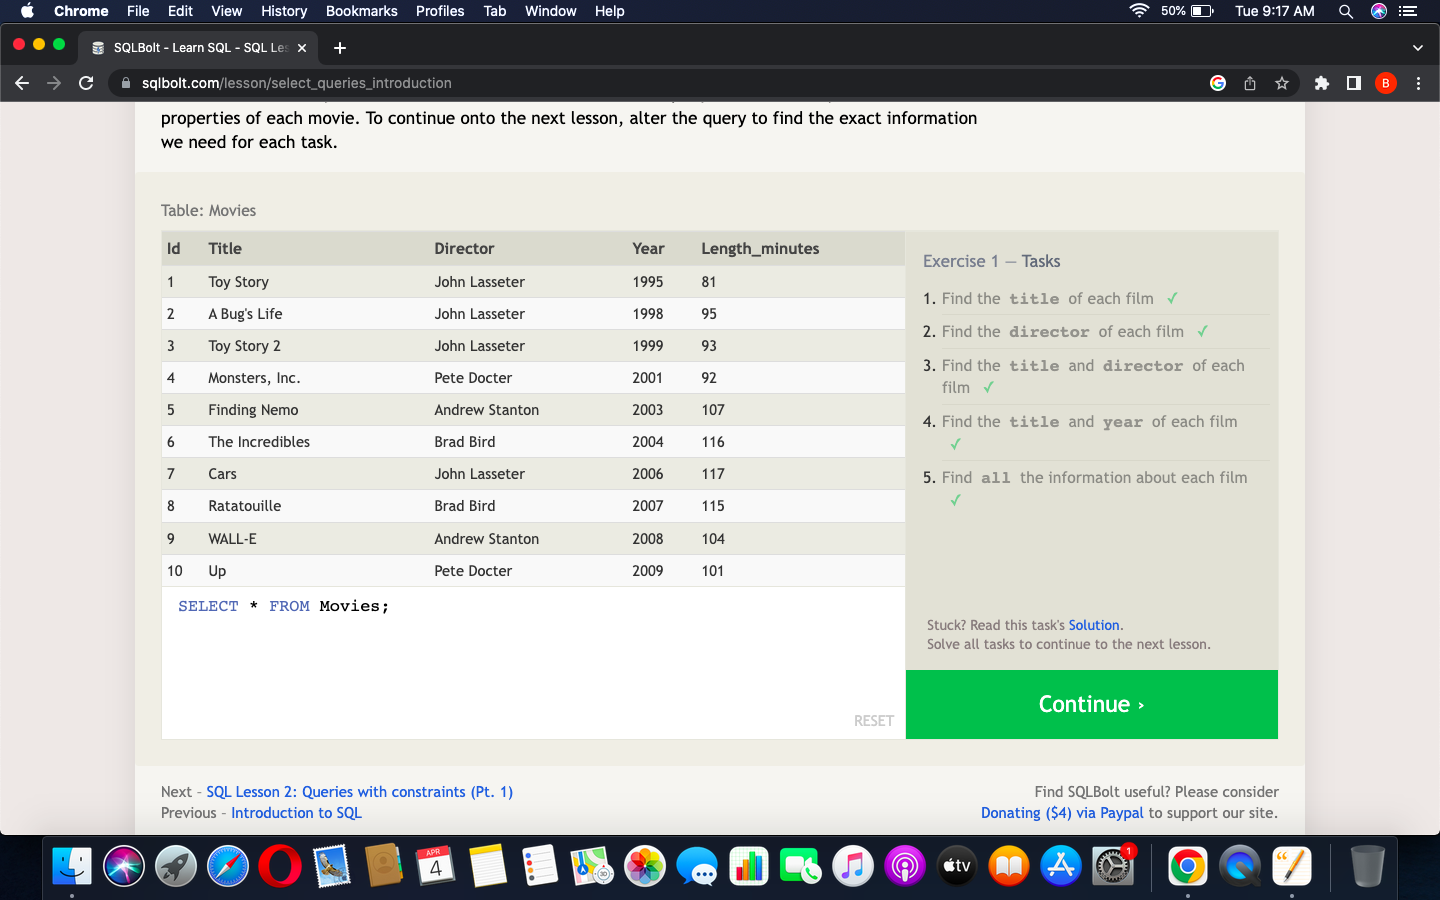 Chrome File Edit View History Bookmarks Profiles Tab Window Help 50% Tue 9:17 AM
SQLBolt - Learn SQL - SQL Les
sqlbolt.com/lesson/select_queries_introduction B
properties of each movie. To continue onto the next lesson, alter the query to find the exact information
we need for each task.
Table: Movies
Id Title Director Year Length_minutes
1 Toy Story John Lasseter 1995 81
2 A Bug's Life John Lasseter 1998 95
3 Toy Story 2 John Lasseter 1999 93
4 Monsters, Inc. Pete Docter 2001 92
5 Finding Nemo Andrew Stanton 2003 107
6 The Incredibles Brad Bird 2004 116
7 Cars John Lasseter 2006 117
8 Ratatouille Brad Bird 2007 115
9 WALL-E Andrew Stanton 2008 104
10 Up Pete Docter 2009 101
SELECT * FROM Movies;
RESET
Exercise 1 — Tasks
1. Find the title of each film ✓
2. Find the director of each film ✓
3. Find the title and director of each
film ✓
4. Find the title and year of each film
✓
5. Find all the information about each film
✓
Stuck? Read this task's Solution.
Solve all tasks to continue to the next lesson.
Continue ›
Next – SQL Lesson 2: Queries with constraints (Pt. 1)
Previous – Introduction to SQL
Find SQLBolt useful? Please consider
Donating ($4) via Paypal to support our site.
APR
4
3D
tv
1